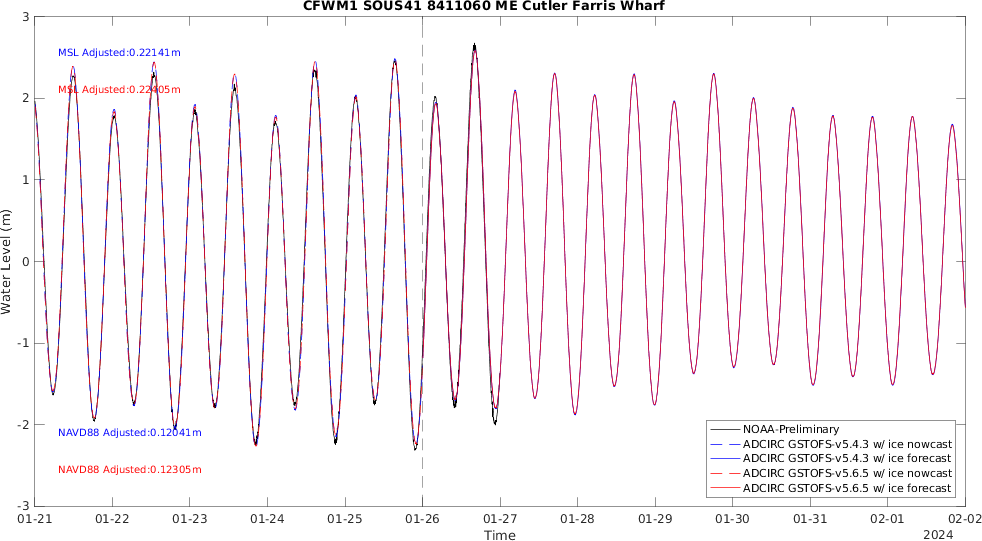 CFWM1 SOUS41 8411060 ME Cutler Farris Wharf
3
2
1
0
-1
-2
-3
Water Level (m)
MSL Adjusted:0.22141m
MSL Adjusted:0.22405m
NAVD88 Adjusted:0.12041m
NAVD88 Adjusted:0.12305m
NOAA-Preliminary
ADCIRC GSTOFS-v5.4.3 w/ ice nowcast
ADCIRC GSTOFS-v5.4.3 w/ ice forecast
ADCIRC GSTOFS-v5.6.5 w/ ice nowcast
ADCIRC GSTOFS-v5.6.5 w/ ice forecast
01-21 01-22 01-23 01-24 01-25 01-26 01-27 01-28 01-29 01-30 01-31 02-01 02-02
Time
2024